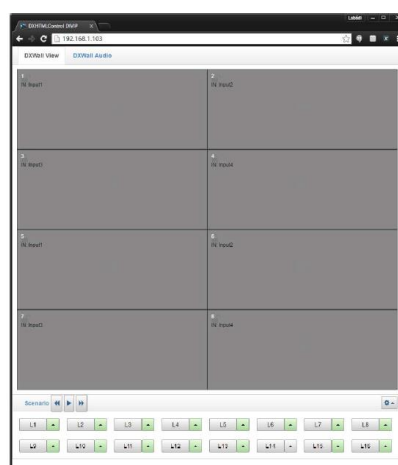 DXHTMLControl DWP
192.168.1.103
DXWall View DXWall Audio
1
IN: Input1
2
IN: Input2
3
IN: Input3
4
IN: Input4
5
IN: Input1
6
IN: Input2
7
IN: Input3
8
IN: Input4
Scenario
L1 L2 L3 L4 L5 L6 L7 L8
L9 L10 L11 L12 L13 L14 L15 L16